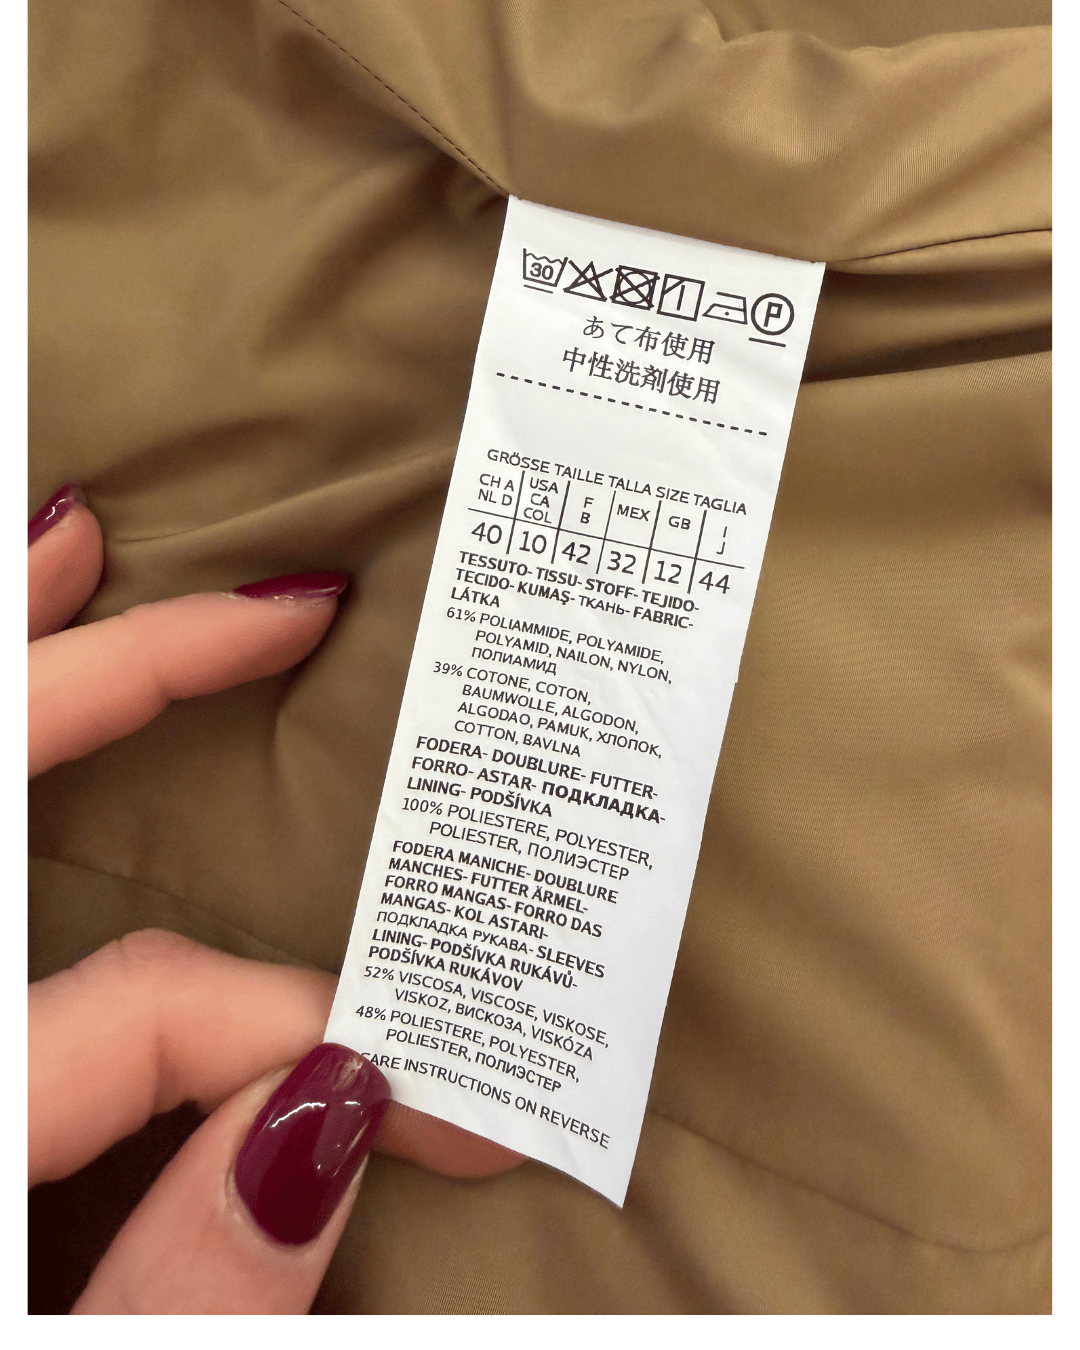 30 P
あて布使用
中性洗剤使用
GRÖSSE TAILLE TALLA SIZE TAGLIA
CH A NL D USA CA COL F B MEX GB I J
40 10 42 32 12 44
TESSUTO- TISSU- STOFF- TEJIDO-
TECIDO- KUMAŞ- ТКАНЬ- FABRIC-
LÁTKA
61% POLIAMMIDE, POLYAMIDE,
POLYAMID, NAILON, NYLON,
ПОЛИАМИД
39% COTONE, COTON,
BAUMWOLLE, ALGODON,
ALGODAO, PAMUK, ХЛОПОК,
COTTON, BAVLNA
FODERA- DOUBLURE- FUTTER-
FORRO- ASTAR- ПОДКЛАДКА-
LINING- PODŠÍVKA
100% POLIESTERE, POLYESTER,
POLIESTER, ПОЛИЭСТЕР
FODERA MANICHE- DOUBLURE
MANCHES- FUTTER ÄRMEL-
FORRO MANGAS- FORRO DAS
MANGAS- KOL ASTARI-
ПОДКЛАДКА РУКАВА- SLEEVES
LINING- PODŠÍVKA RUKÁVŮ-
PODŠÍVKA RUKÁVOV
52% VISCOSA, VISCOSE, VISKOSE,
VISKOZ, ВИСКОЗА, VISKÓZA
48% POLIESTERE, POLYESTER,
POLIESTER, ПОЛИЭСТЕР
CARE INSTRUCTIONS ON REVERSE